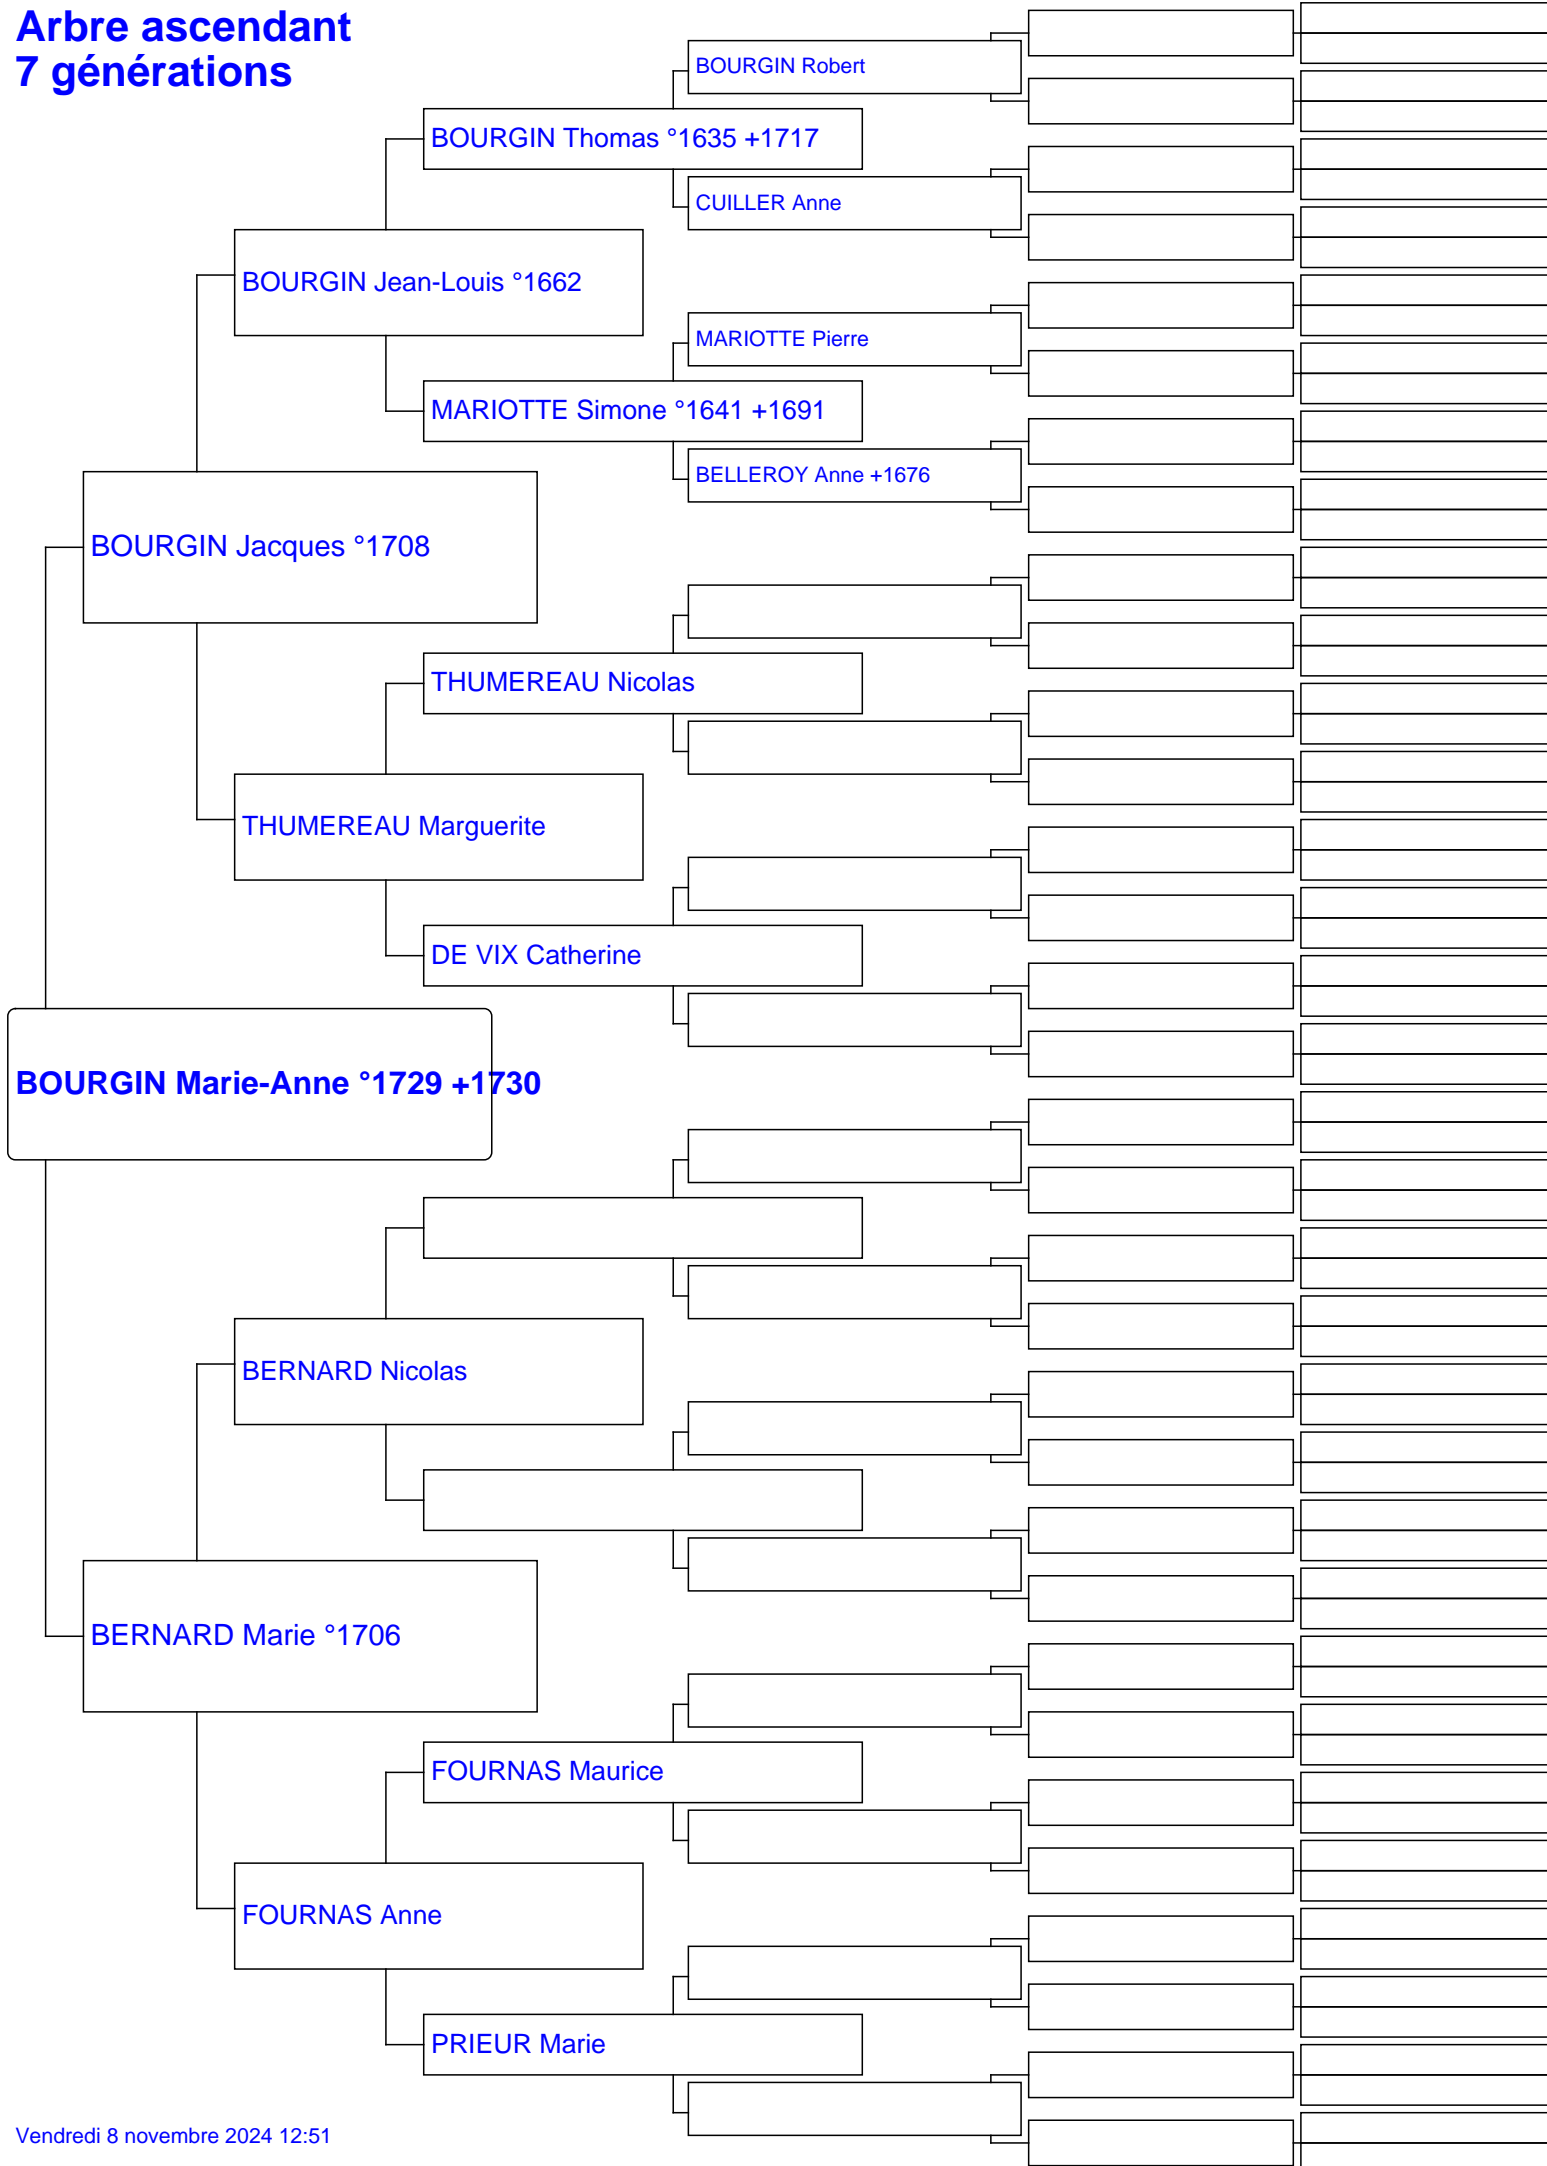 Arbre ascendant
7 générations
BOURGIN Robert
BOURGIN Thomas °1635 +1717
CUILLER Anne
BOURGIN Jean-Louis °1662
MARIOTTE Pierre
MARIOTTE Simone °1641 +1691
BELLEROY Anne +1676
BOURGIN Jacques °1708
THUMEREAU Nicolas
THUMEREAU Marguerite
DE VIX Catherine
BOURGIN Marie-Anne °1729 +1730
BERNARD Nicolas
BERNARD Marie °1706
FOURNAS Maurice
FOURNAS Anne
PRIEUR Marie
Vendredi 8 novembre 2024 12:51